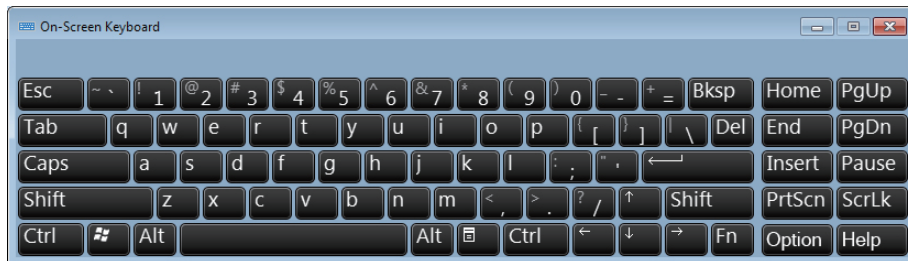 On-Screen Keyboard
Esc ~ ` ! 1 @ 2 # 3 $ 4 % 5 ^ 6 & 7 * 8 ( 9 ) 0 _ - + = Bksp Home PgUp
Tab q w e r t y u i o p { [ } ] | \ Del End PgDn
Caps a s d f g h j k l : ; " ' Insert Pause
Shift z x c v b n m < , > . ? / ↑ Shift PrtScn ScrLk
Ctrl Alt Alt Ctrl ← ↓ → Fn Option Help